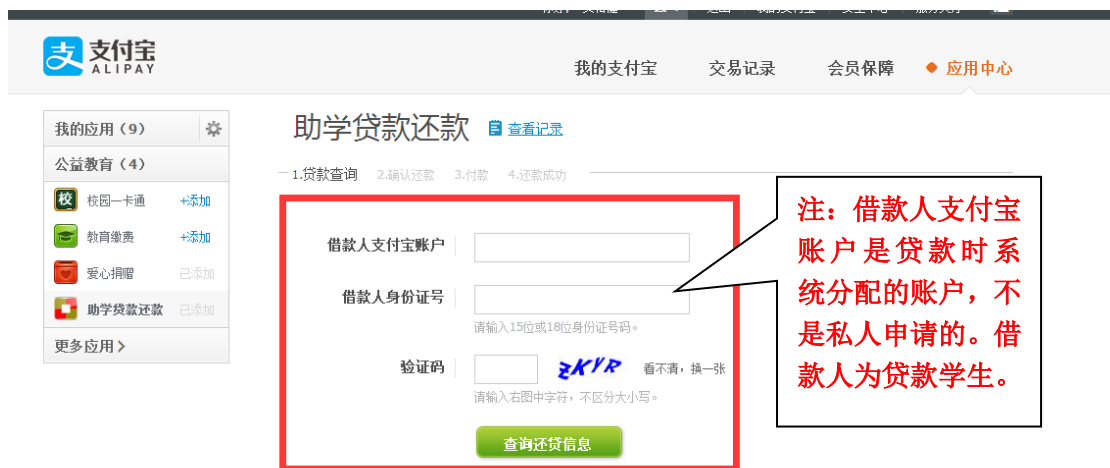 支付宝
ALIPAY
我的支付宝 交易记录 会员保障 应用中心
我的应用（9）
公益教育（4）
校园一卡通 +添加
教育缴费 +添加
爱心捐赠 已添加
助学贷款还款 已添加
更多应用>
助学贷款还款 查看记录
1.贷款查询 2.确认还款 3.付款 4.还款成功
借款人支付宝账户
借款人身份证号
请输入15位或18位身份证号码。
验证码 zKYR 看不清，换一张
请输入右图中字符，不区分大小写。
查询还贷信息
注：借款人支付宝
账户是贷款时系
统分配的账户，不
是私人申请的。借
款人为贷款学生。